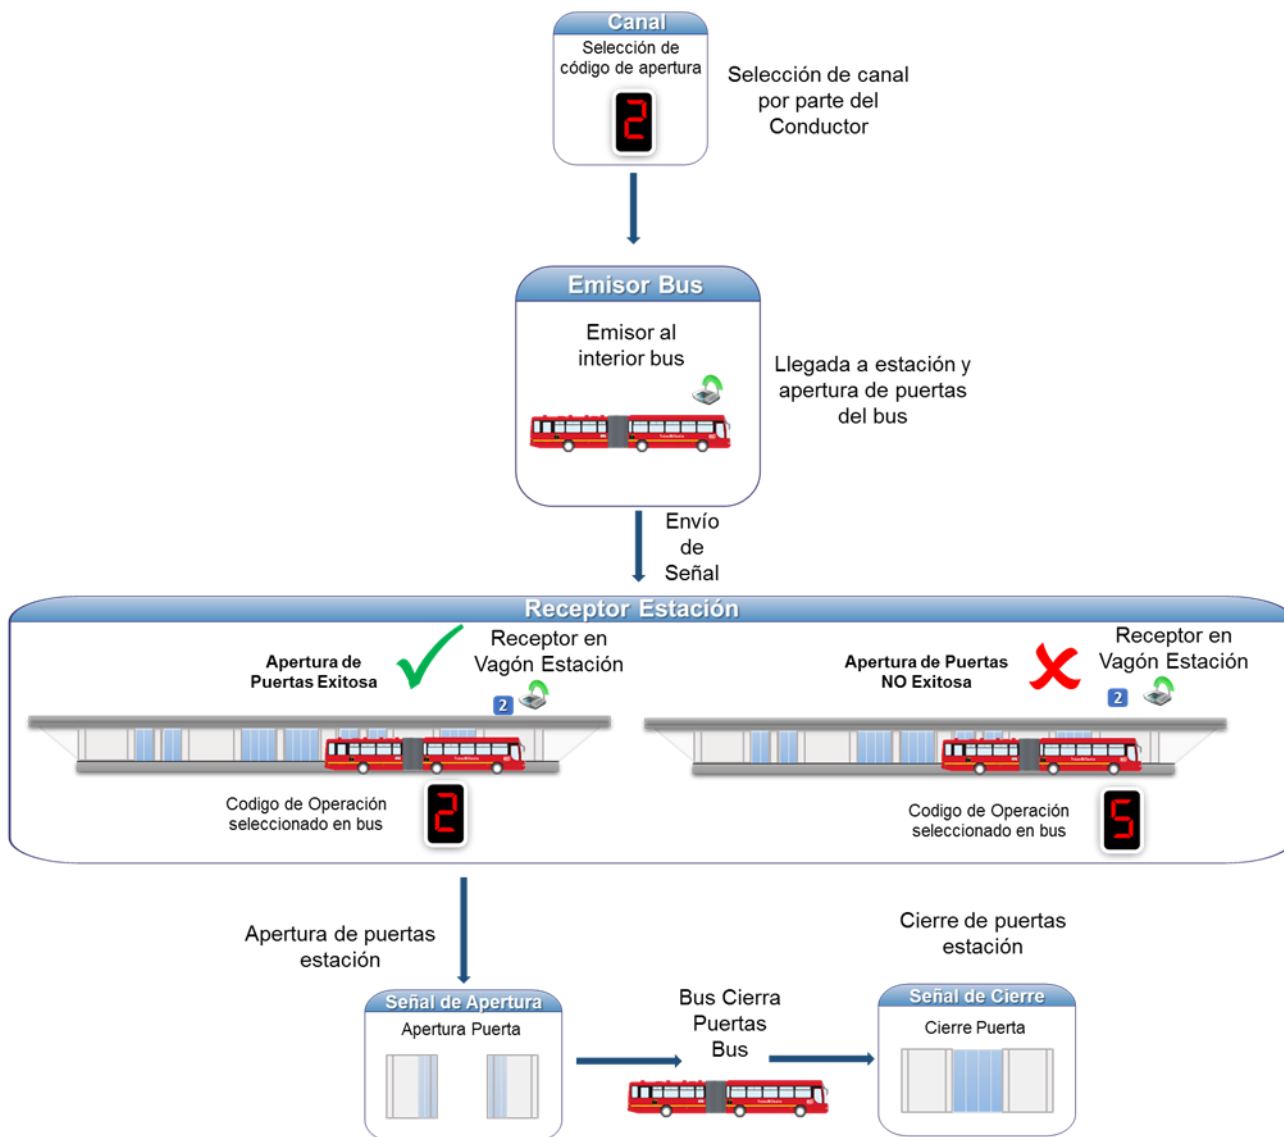 Canal
Selección de
código de apertura
2
Selección de canal
por parte del
Conductor
Emisor Bus
Emisor al
interior bus
Llegada a estación y
apertura de puertas
del bus
Envío
de
Señal
Receptor Estación
Apertura de
Puertas Exitosa
Receptor en
Vagón Estación
2
Codigo de Operación
seleccionado en bus
2
Apertura de Puertas
NO Exitosa
Receptor en
Vagón Estación
2
Codigo de Operación
seleccionado en bus
5
Apertura de puertas
estación
Señal de Apertura
Apertura Puerta
Bus Cierra
Puertas
Bus
Cierre de puertas
estación
Señal de Cierre
Cierre Puerta